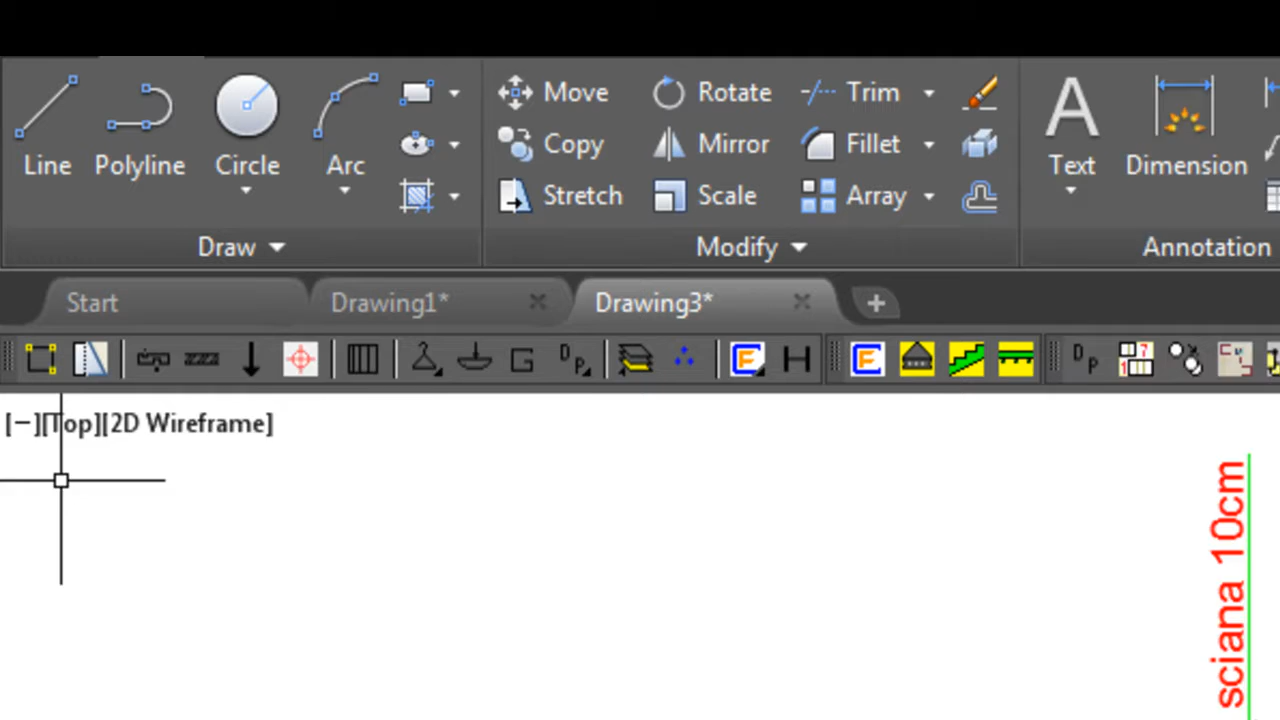 Move Rotate Trim
Copy Mirror Fillet
Line Polyline Circle Arc Text Dimension
Stretch Scale Array
Draw Modify Annotation
Start Drawing1* Drawing3*
[−][Top][2D Wireframe]
sciana 10cm